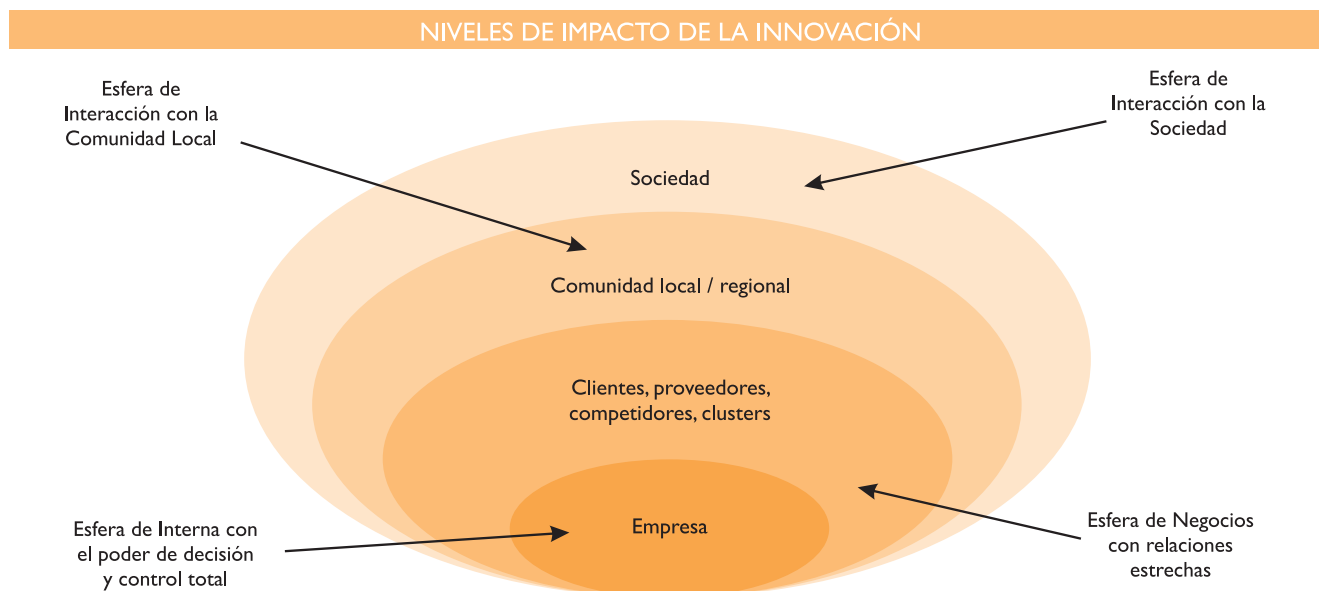 NIVELES DE IMPACTO DE LA INNOVACIÓN
Esfera de
Interacción con la
Comunidad Local
Esfera de
Interacción con la
Sociedad
Sociedad
Comunidad local / regional
Clientes, proveedores,
competidores, clusters
Empresa
Esfera de Interna con
el poder de decisión
y control total
Esfera de Negocios
con relaciones
estrechas